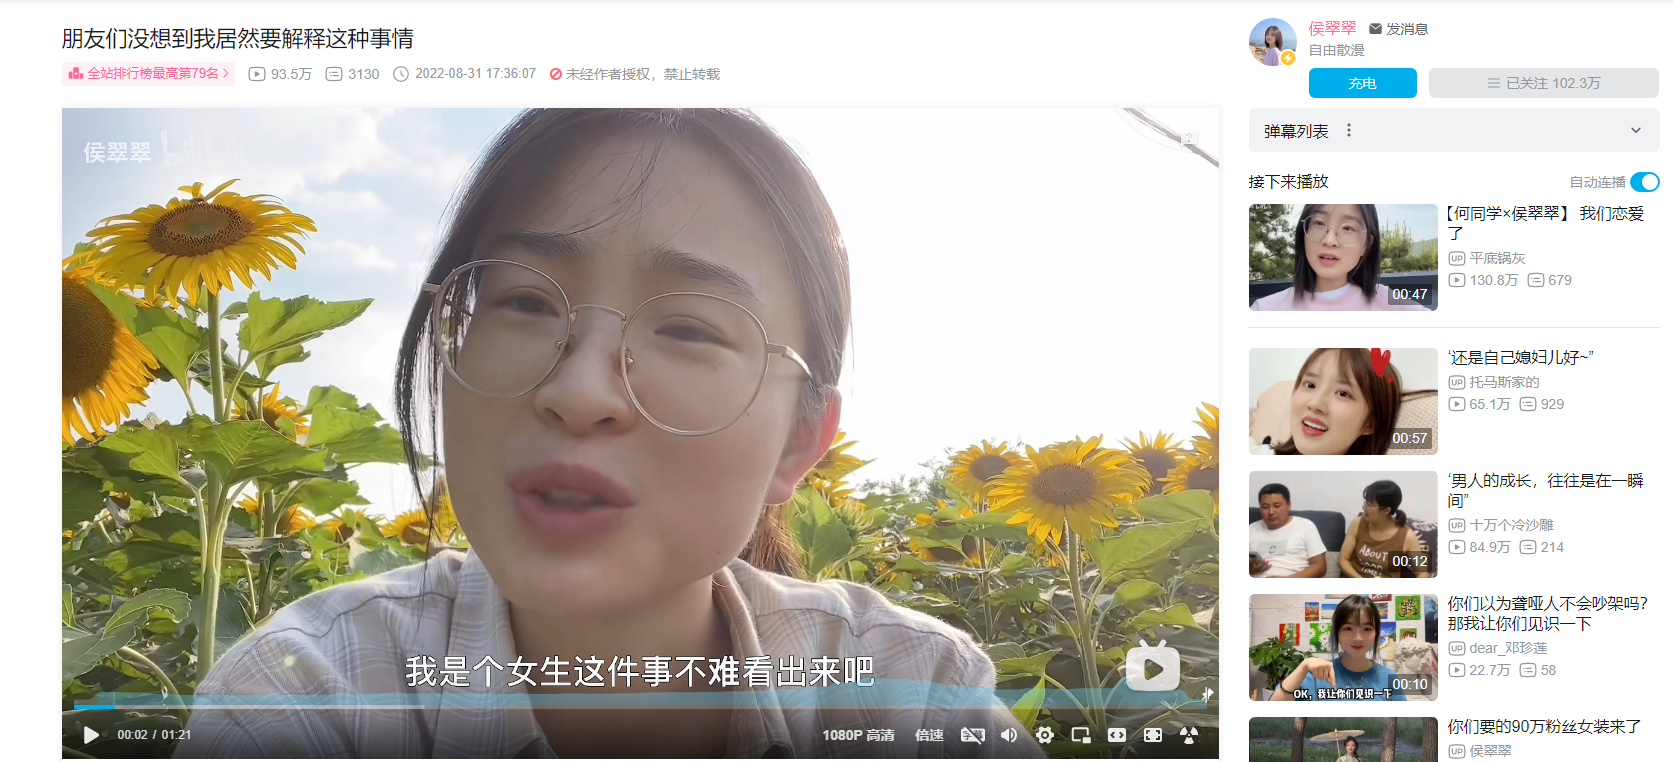 朋友们没想到我居然要解释这种事情
全站排行榜最高第79名
93.5万
3130
2022-08-31 17:36:07
未经作者授权，禁止转载
侯翠翠
我是个女生这件事不难看出来吧
00:02 / 01:21
1080P 高清
倍速
侯翠翠
发消息
自由散漫
充电
已关注 102.3万
弹幕列表
接下来播放
自动连播
00:47
【何同学×侯翠翠】 我们恋爱
了
UP 平底锅灰
130.8万
679
00:57
“还是自己媳妇儿好~”
UP 托马斯家的
65.1万
929
ABOUT
00:12
“男人的成长，往往是在一瞬
间”
UP 十万个冷沙雕
84.9万
214
OK，我让你们见识一下
00:10
你们以为聋哑人不会吵架吗?
那我让你们见识一下
UP dear_邓珍莲
22.7万
58
你们要的90万粉丝女装来了
UP 侯翠翠